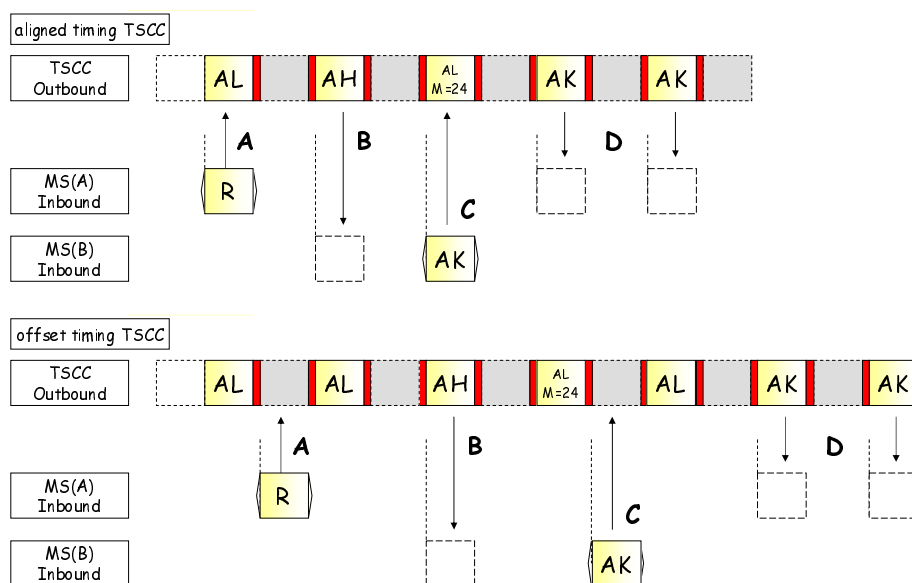 aligned timing TSCC
TSCC
Outbound
AL
AH
AL
M=24
AK
AK
A
B
D
MS(A)
Inbound
R
C
MS(B)
Inbound
AK
offset timing TSCC
TSCC
Outbound
AL
AL
AH
AL
M=24
AL
AK
AK
A
B
D
MS(A)
Inbound
R
C
MS(B)
Inbound
AK